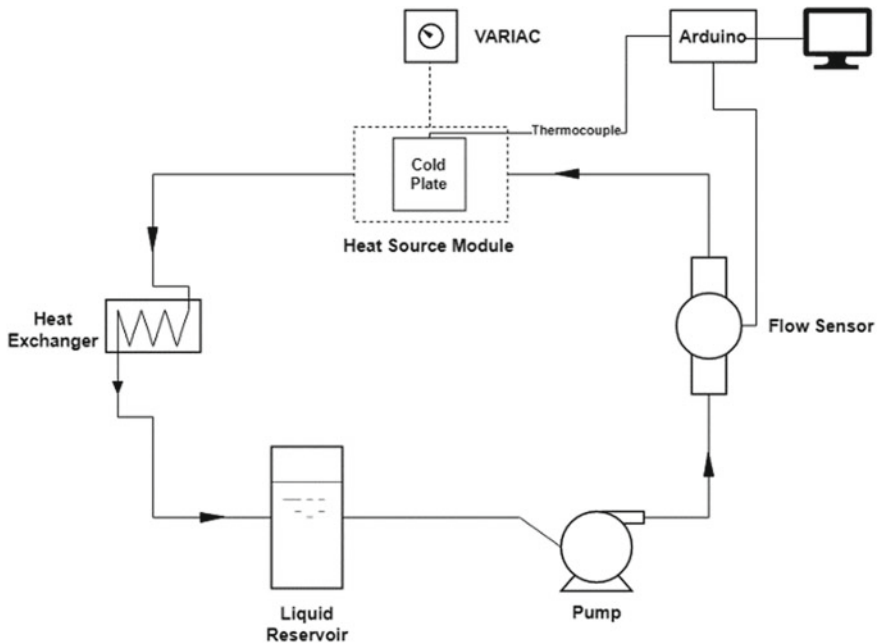 VARIAC
Arduino
Thermocouple
Cold
Plate
Heat Source Module
Heat
Exchanger
Flow Sensor
Liquid
Reservoir
Pump